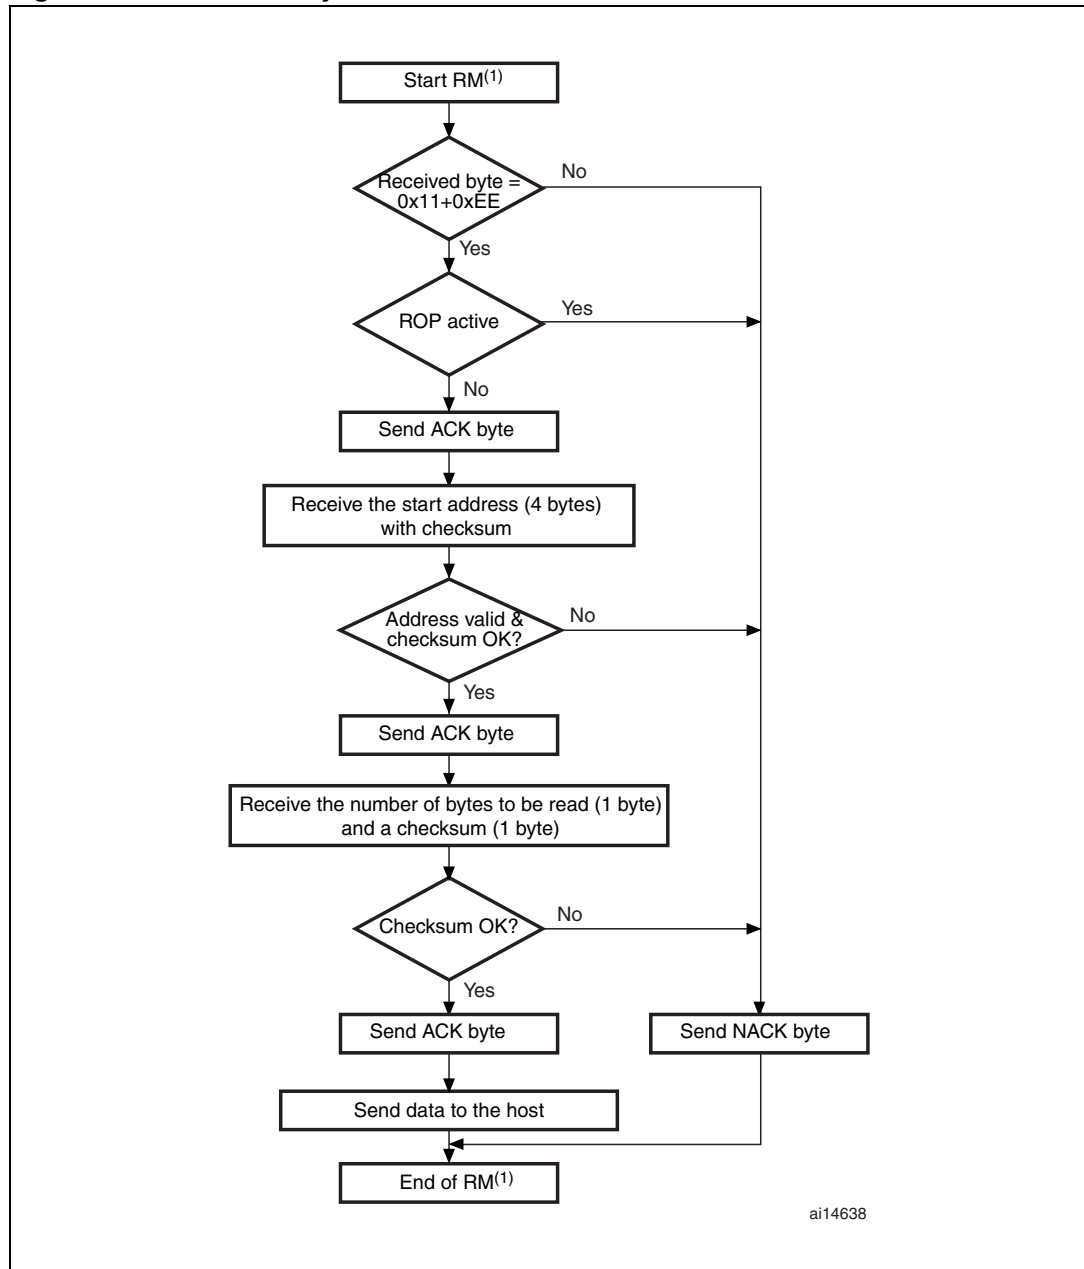 Start RM(1)
Received byte =
0x11+0xEE
No
Yes
ROP active
Yes
No
Send ACK byte
Receive the start address (4 bytes)
with checksum
Address valid &
checksum OK?
No
Yes
Send ACK byte
Receive the number of bytes to be read (1 byte)
and a checksum (1 byte)
Checksum OK?
No
Yes
Send ACK byte
Send NACK byte
Send data to the host
End of RM(1)
ai14638